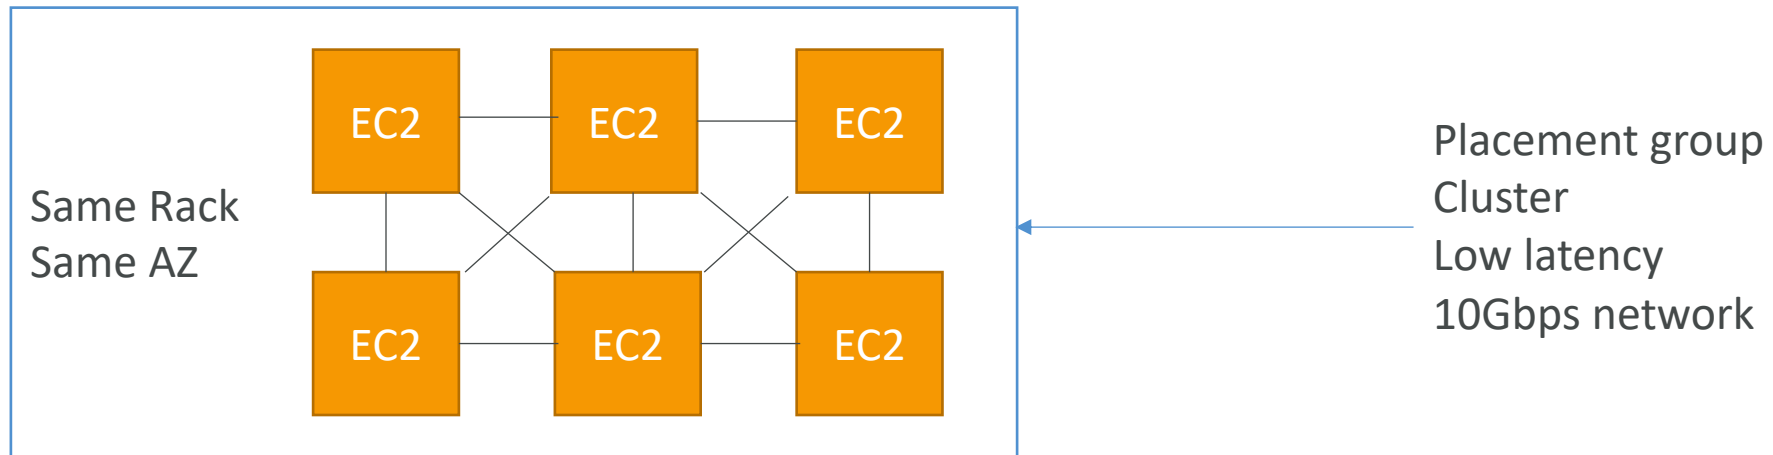 EC2
EC2
EC2
Same Rack
Same AZ
EC2
EC2
EC2
Placement group
Cluster
Low latency
10Gbps network